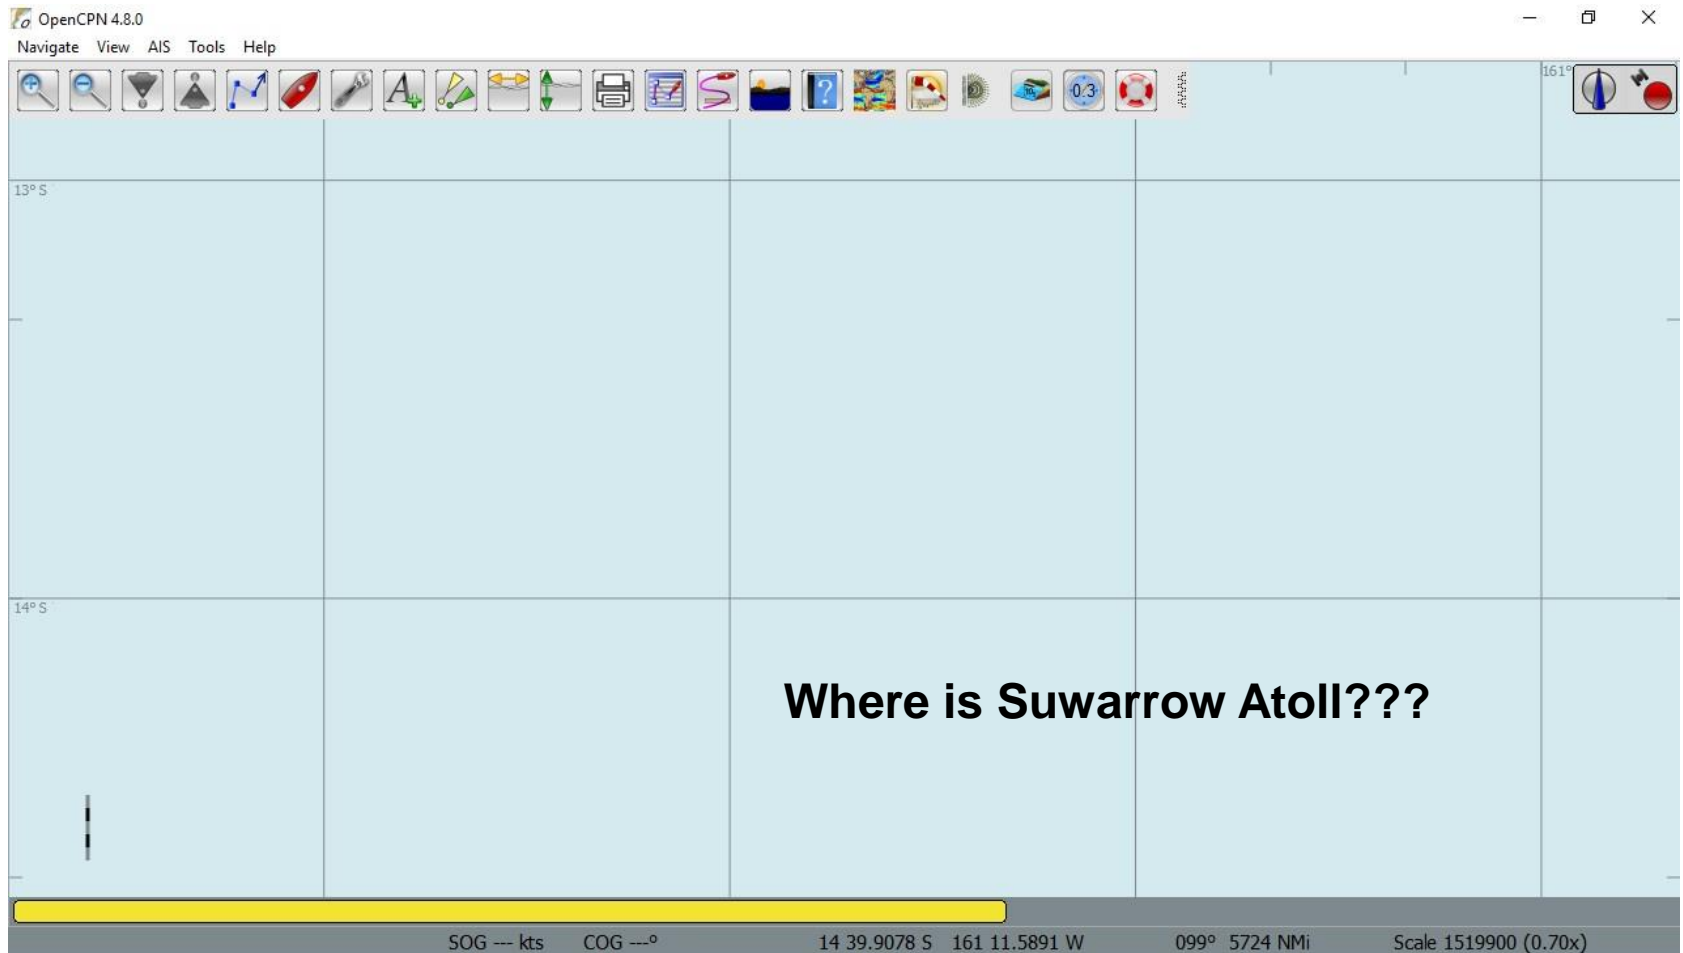 OpenCPN 4.8.0
Navigate View AIS Tools Help
161°
13° S
14° S
Where is Suwarrow Atoll???
SOG --- kts COG ---° 14 39.9078 S 161 11.5891 W 099° 5724 NMi Scale 1519900 (0.70x)